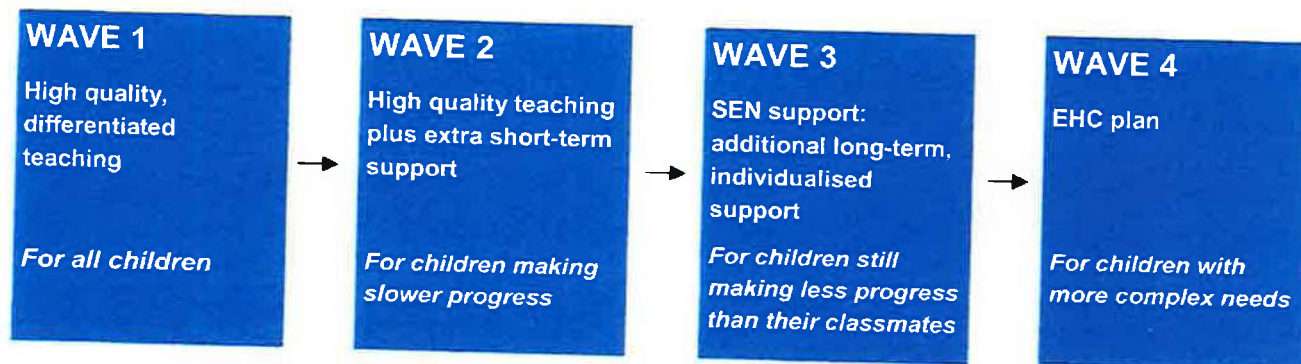 WAVE 1
High quality,
differentiated
teaching
For all children
WAVE 2
High quality teaching
plus extra short-term
support
For children making
slower progress
WAVE 3
SEN support:
additional long-term,
individualised
support
For children still
making less progress
than their classmates
WAVE 4
EHC plan
For children with
more complex needs